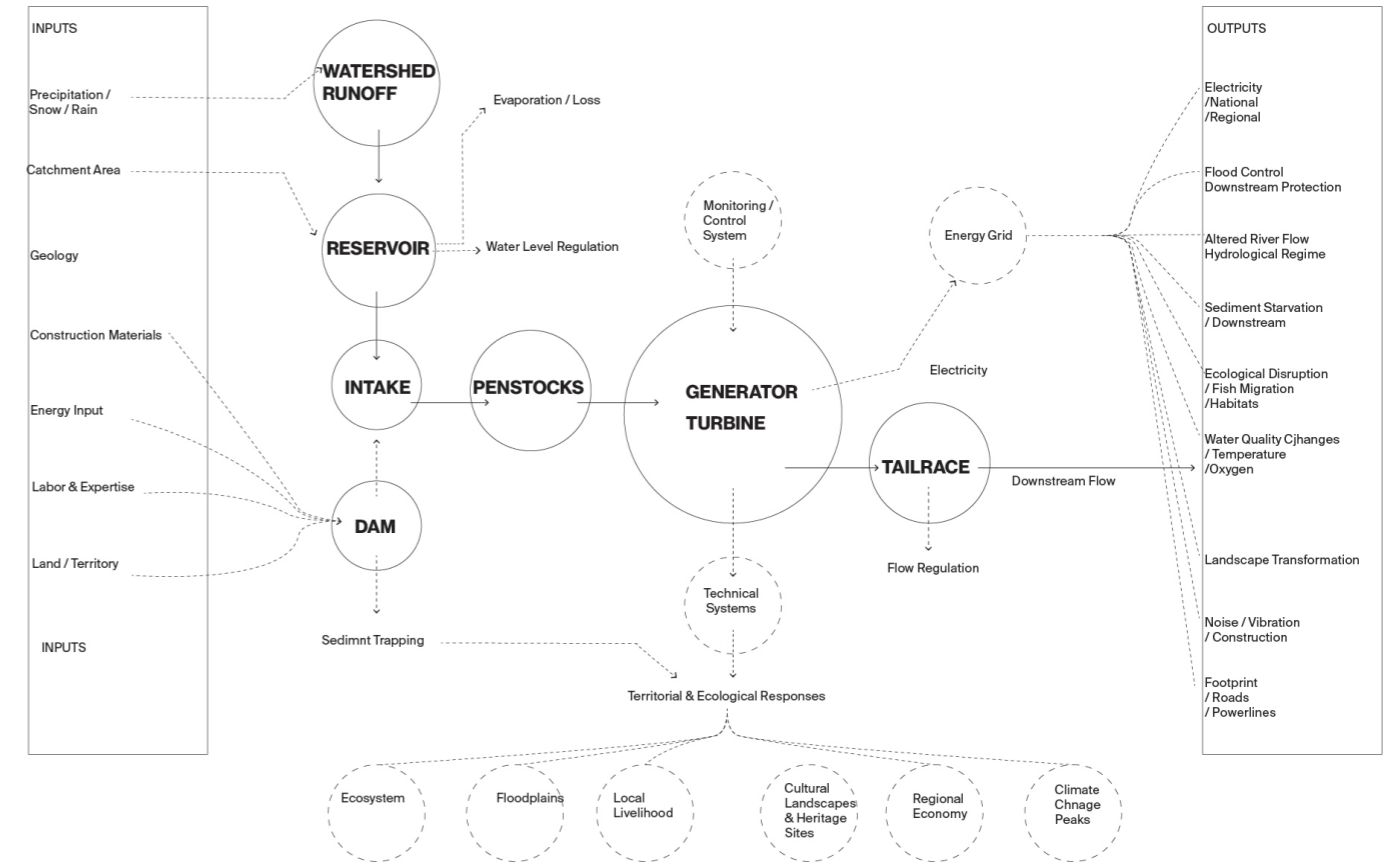 INPUTS
Precipitation /
Snow / Rain
Catchment Area
Geology
Construction Materials
Energy Input
Labor & Expertise
Land / Territory
INPUTS
WATERSHED
RUNOFF
Evaporation / Loss
RESERVOIR
Water Level Regulation
INTAKE
PENSTOCKS
DAM
Sedimnt Trapping
Monitoring /
Control
System
GENERATOR
TURBINE
Technical
Systems
Territorial & Ecological Responses
Energy Grid
Electricity
TAILRACE
Downstream Flow
Flow Regulation
Ecosystem
Floodplains
Local
Livelihood
Cultural
Landscapes
& Heritage
Sites
Regional
Economy
Climate
Chnage
Peaks
OUTPUTS
Electricity
/National
/Regional
Flood Control
Downstream Protection
Altered River Flow
Hydrological Regime
Sediment Starvation
/ Downstream
Ecological Disruption
/ Fish Migration
/Habitats
Water Quality Cjhanges
/ Temperature
/Oxygen
Landscape Transformation
Noise / Vibration
/ Construction
Footprint
/ Roads
/ Powerlines